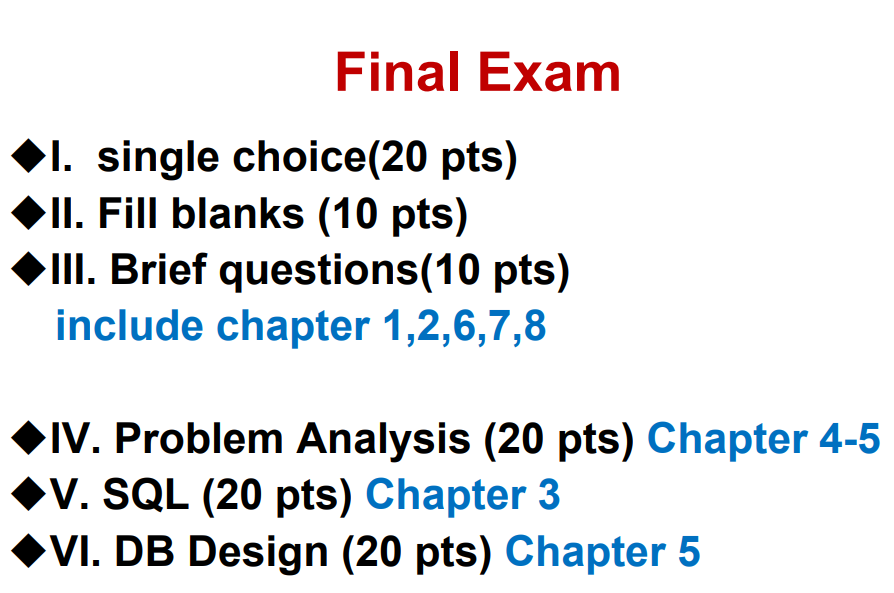 Final Exam
◆I. single choice(20 pts)
◆II. Fill blanks (10 pts)
◆III. Brief questions(10 pts)
include chapter 1,2,6,7,8
◆IV. Problem Analysis (20 pts) Chapter 4-5
◆V. SQL (20 pts) Chapter 3
◆VI. DB Design (20 pts) Chapter 5